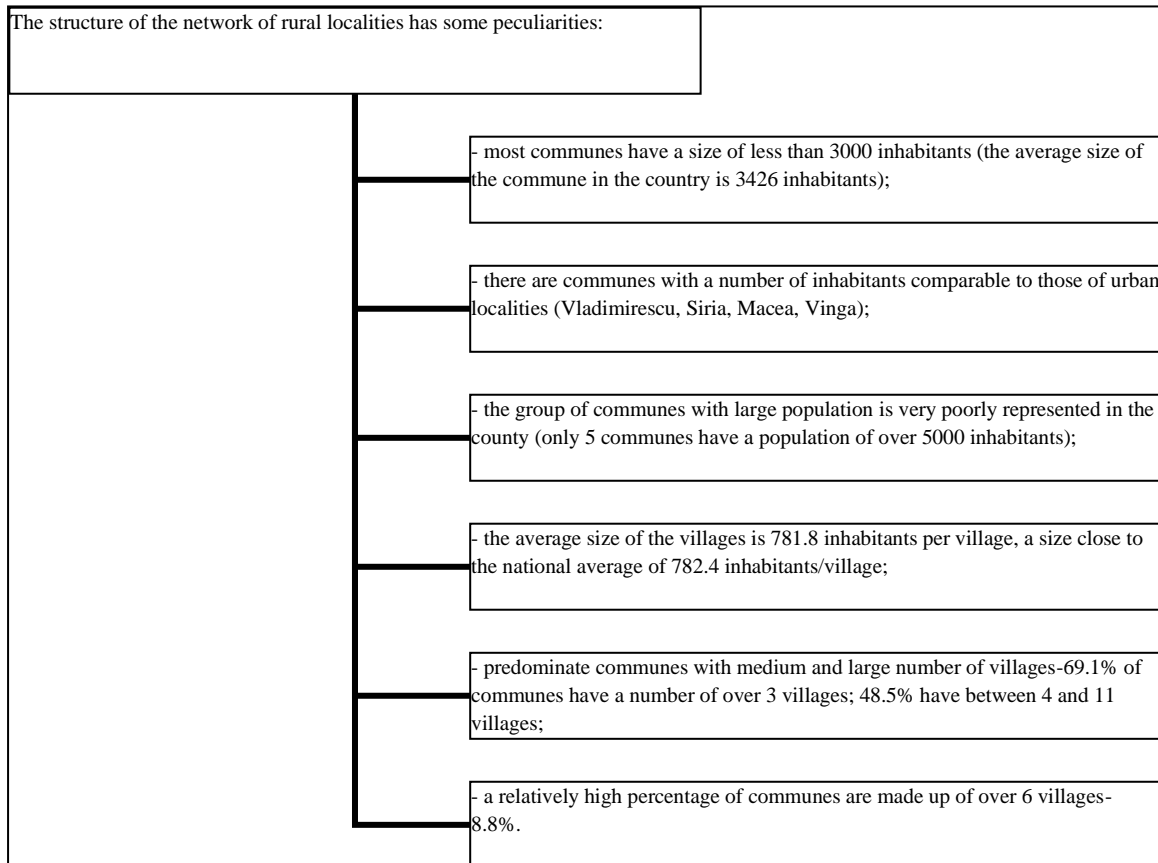 The structure of the network of rural localities has some peculiarities:
- most communes have a size of less than 3000 inhabitants (the average size of
the commune in the country is 3426 inhabitants);
- there are communes with a number of inhabitants comparable to those of urban
localities (Vladimirescu, Siria, Macea, Vinga);
- the group of communes with large population is very poorly represented in the
county (only 5 communes have a population of over 5000 inhabitants);
- the average size of the villages is 781.8 inhabitants per village, a size close to
the national average of 782.4 inhabitants/village;
- predominate communes with medium and large number of villages-69.1% of
communes have a number of over 3 villages; 48.5% have between 4 and 11
villages;
- a relatively high percentage of communes are made up of over 6 villages-
8.8%.